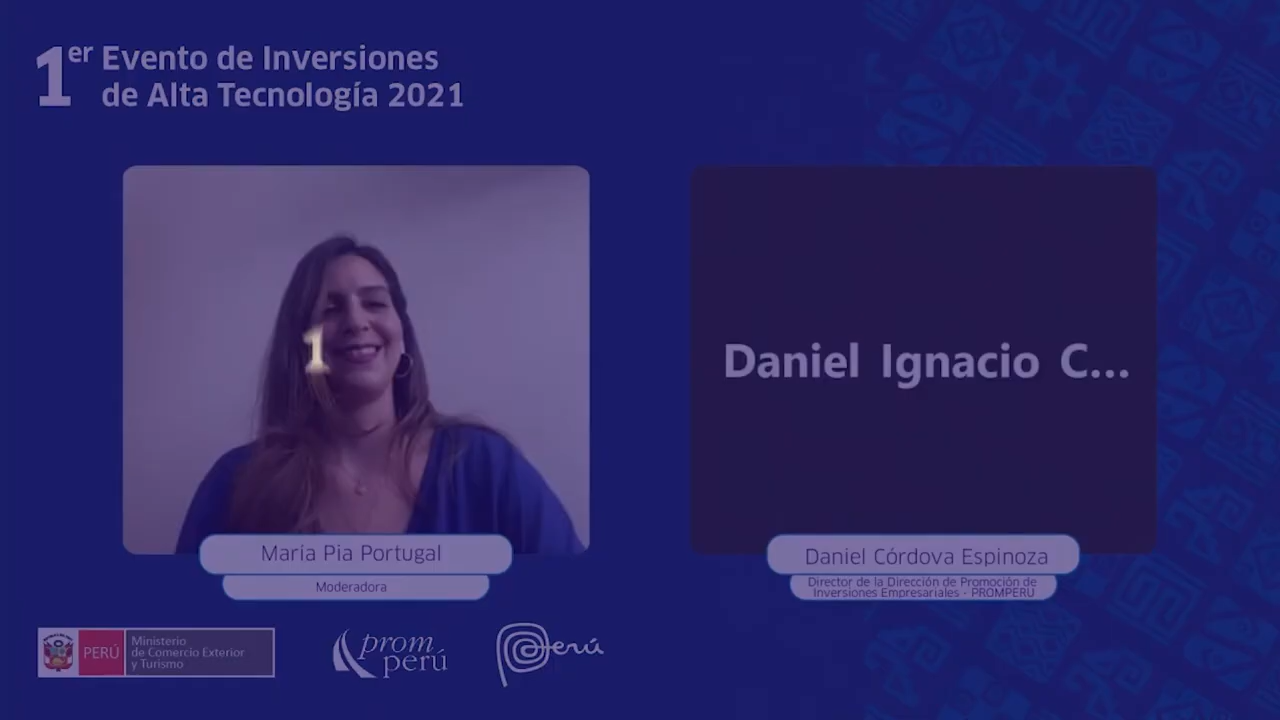 1er Evento de Inversiones
de Alta Tecnología 2021
1
Daniel Ignacio C...
María Pia Portugal
Moderadora
Daniel Córdova Espinoza
Director de la Dirección de Promoción de
Inversiones Empresariales - PROMPERÚ
PERÚ
Ministerio
de Comercio Exterior
y Turismo
prom
perú
Perú